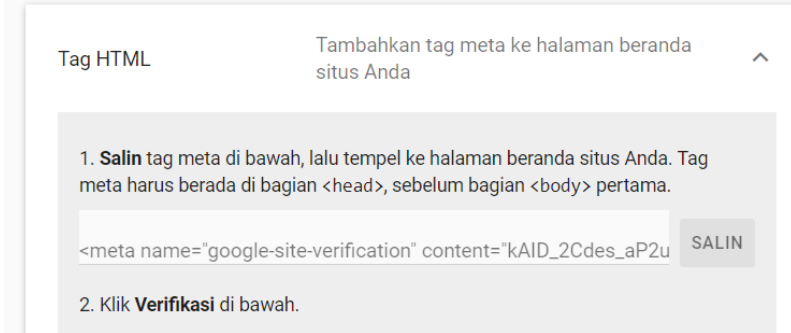 Tag HTML
Tambahkan tag meta ke halaman beranda
situs Anda
1. Salin tag meta di bawah, lalu tempel ke halaman beranda situs Anda. Tag
meta harus berada di bagian <head>, sebelum bagian <body> pertama.
<meta name="google-site-verification" content="kAID_2Cdes_aP2u
SALIN
2. Klik Verifikasi di bawah.